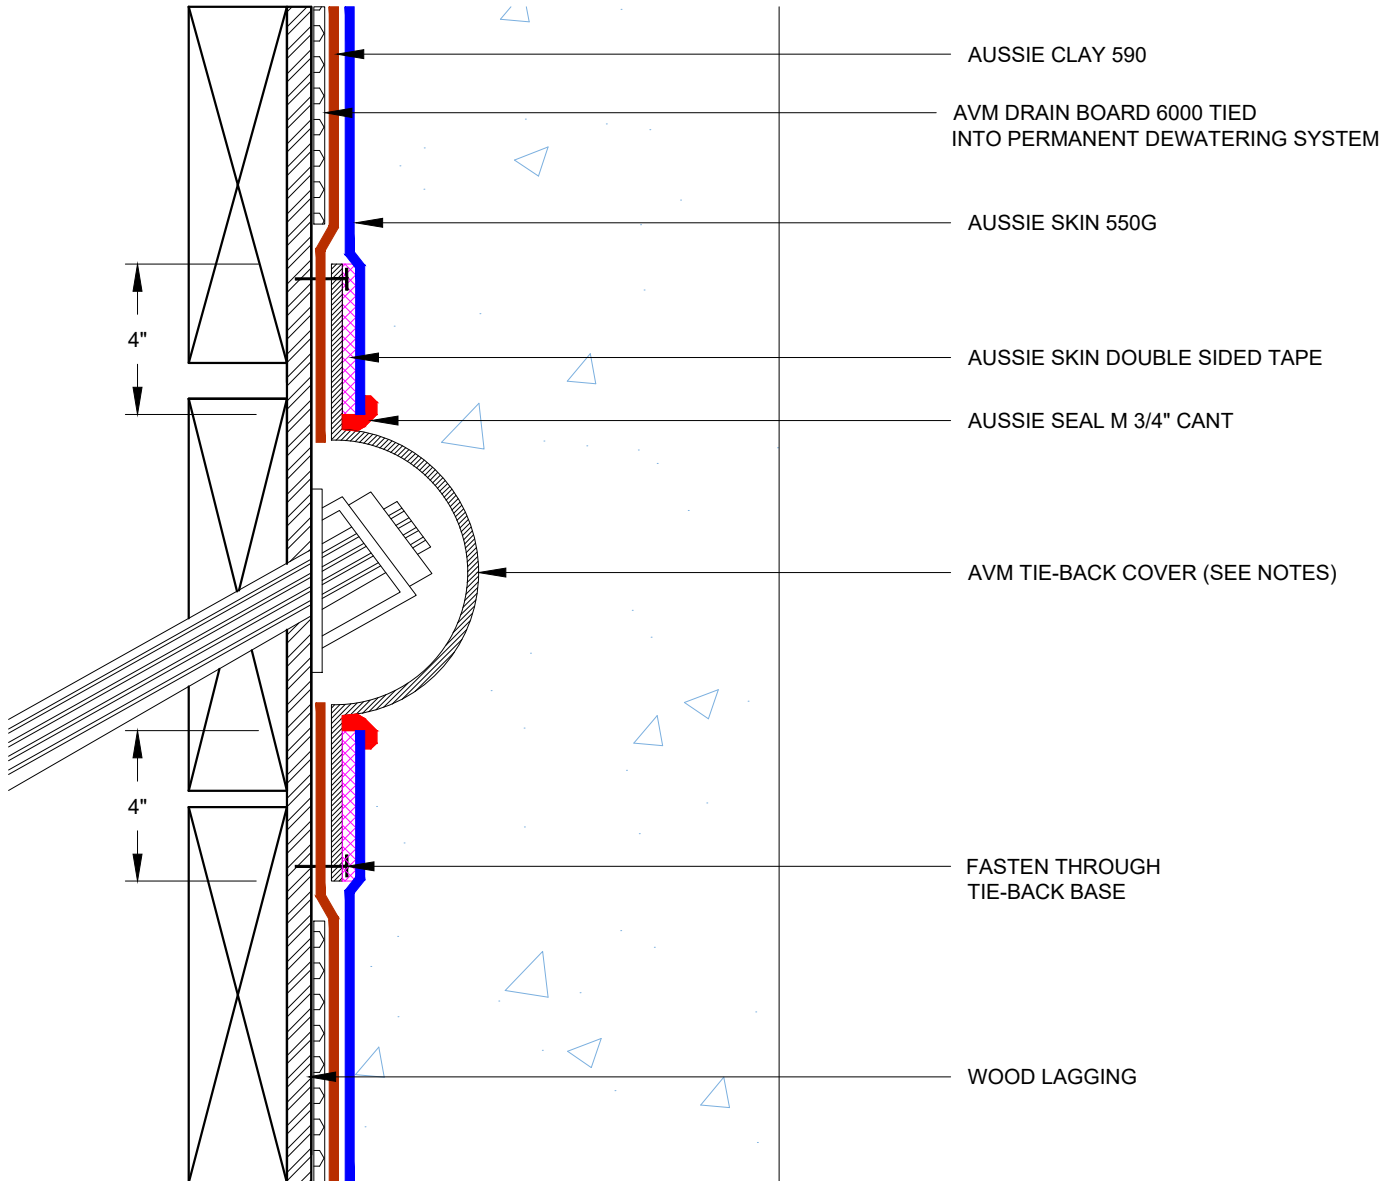 AUSSIE CLAY 590
AVM DRAIN BOARD 6000 TIED
INTO PERMANENT DEWATERING SYSTEM
AUSSIE SKIN 550G
4"
AUSSIE SKIN DOUBLE SIDED TAPE
AUSSIE SEAL M 3/4" CANT
AVM TIE-BACK COVER (SEE NOTES)
4"
FASTEN THROUGH
TIE-BACK BASE
WOOD LAGGING